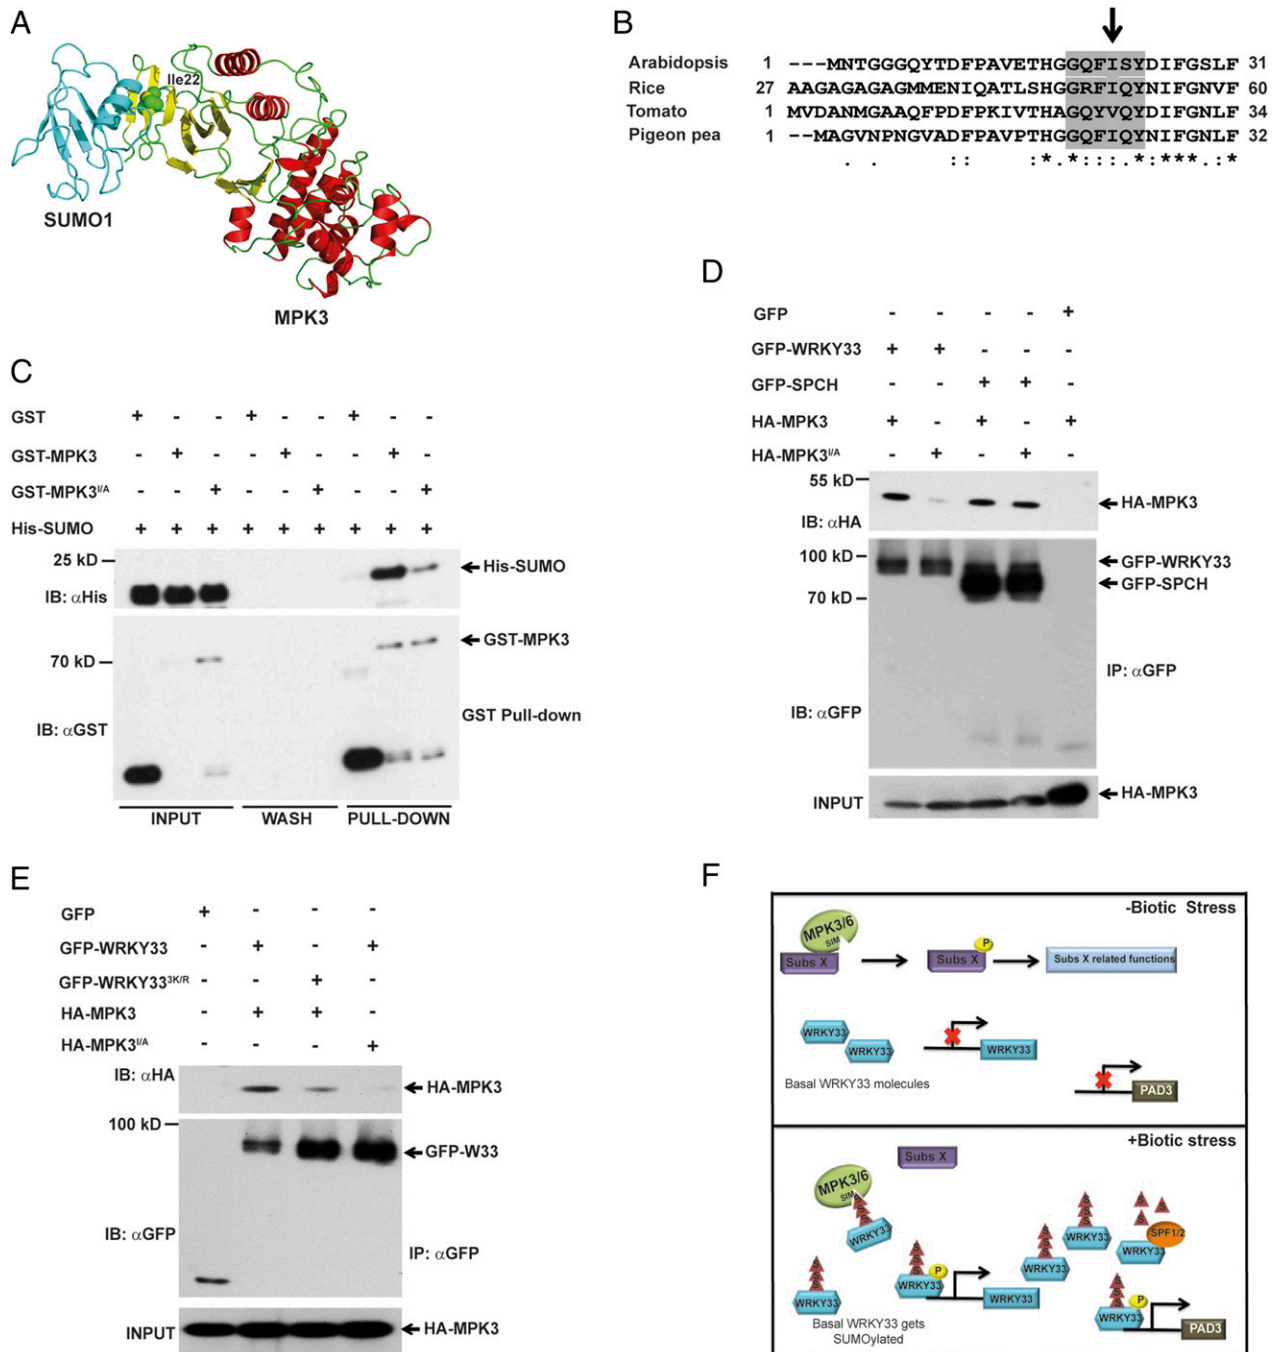 A
Ile22
SUMO1
MPK3
B
Arabidopsis 1 ---MNTGGGQYTDFPAVETHGGQFISYDIFGSLF 31
Rice 27 AAGAGAGAGMMENIQATLSHGGRFIQYDIFGNVF 60
Tomato 1 MVDANMGAAQFPDFPKIVTHAGQYVQYDIFGNLF 34
Pigeon pea 1 --MAGVNPNGVADFPAVPTHGGQFIQYNIFGNLF 32
. . :: :*.*::::.*:***.:*
C
GST + - - + - - + - -
GST-MPK3 - + - - + - - + -
GST-MPK3I/A - - + - - + - - +
His-SUMO + + + + + + + + +
25 kD
His-SUMO
IB: αHis
GST-MPK3
70 kD
GST Pull-down
IB: αGST
INPUT WASH PULL-DOWN
D
GFP - - - - +
GFP-WRKY33 + + - - -
GFP-SPCH - - + + -
HA-MPK3 + - + - +
HA-MPK3I/A - + - + -
55 kD
HA-MPK3
IB: αHA
100 kD
GFP-WRKY33
GFP-SPCH
70 kD
IP: αGFP
IB: αGFP
INPUT
HA-MPK3
E
GFP + - - -
GFP-WRKY33 - + - +
GFP-WRKY333K/R - - + -
HA-MPK3 - + + -
HA-MPK3I/A - - - +
IB: αHA
HA-MPK3
100 kD
GFP-W33
IB: αGFP
IP: αGFP
INPUT
HA-MPK3
F
-Biotic Stress
MPK3/6
SIM
Subs X
P
Subs X
Subs X related functions
WRKY33
WRKY33
WRKY33
Basal WRKY33 molecules
PAD3
+Biotic stress
Subs X
MPK3/6
SIM
S
S
S
WRKY33
S
S
S
WRKY33
S
S
S
P
WRKY33
WRKY33
S
S
S
WRKY33
S
S
S
WRKY33
S
S
S
SPF1/2
WRKY33
S
S
S
P
WRKY33
PAD3
Basal WRKY33 gets
SUMOylated